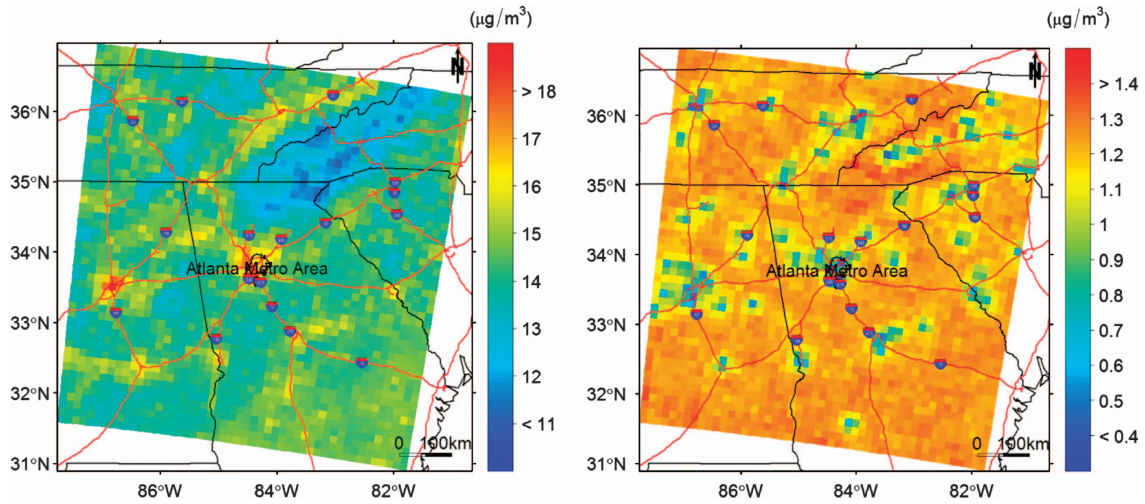 (µg/m³)
N
36°N
35°N
34°N
33°N
32°N
31°N
Atlanta Metro Area
0 100km
86°W 84°W 82°W
> 18
17
16
15
14
13
12
< 11
(µg/m³)
N
36°N
35°N
34°N
33°N
32°N
31°N
Atlanta Metro Area
0 100km
86°W 84°W 82°W
> 1.4
1.3
1.2
1.1
1
0.9
0.8
0.7
0.6
0.5
< 0.4